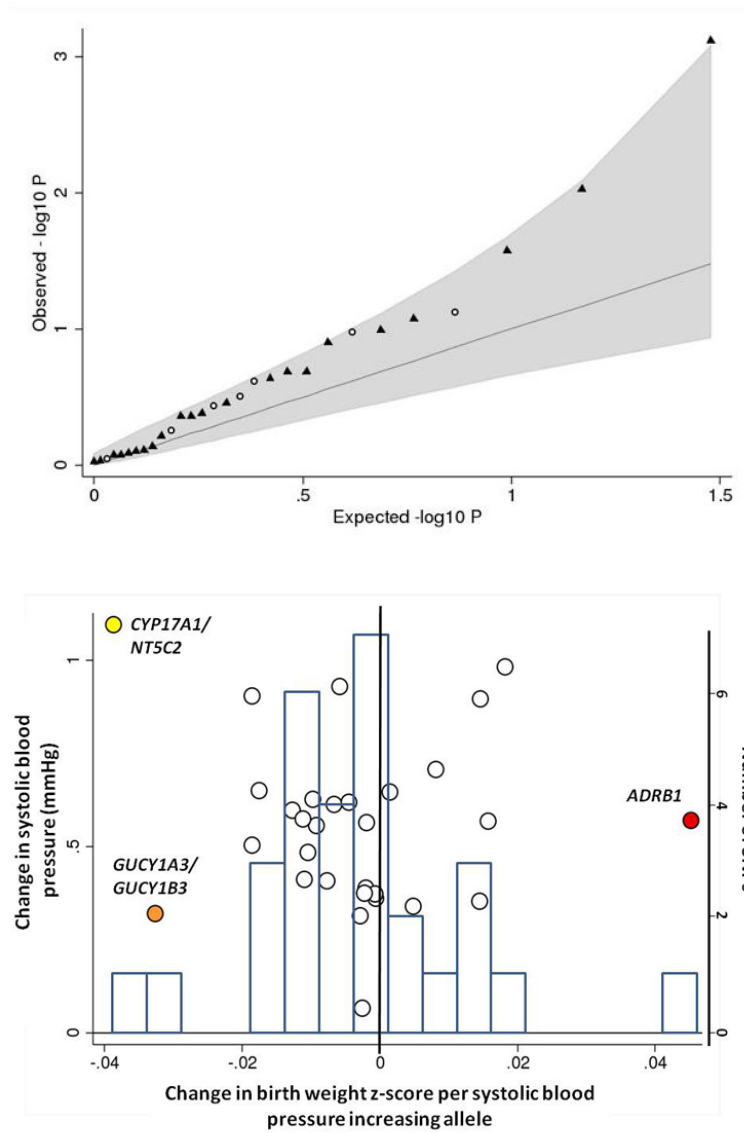 3
2
1
0
Observed - log10 P
0 .5 1 1.5
Expected -log10 P
CYP17A1/
NT5C2
ADRB1
GUCY1A3/
GUCY1B3
Change in systolic blood
pressure (mmHg)
1
.5
0
6
4
2
0
-.04 -.02 0 .02 .04
Change in birth weight z-score per systolic blood
pressure increasing allele